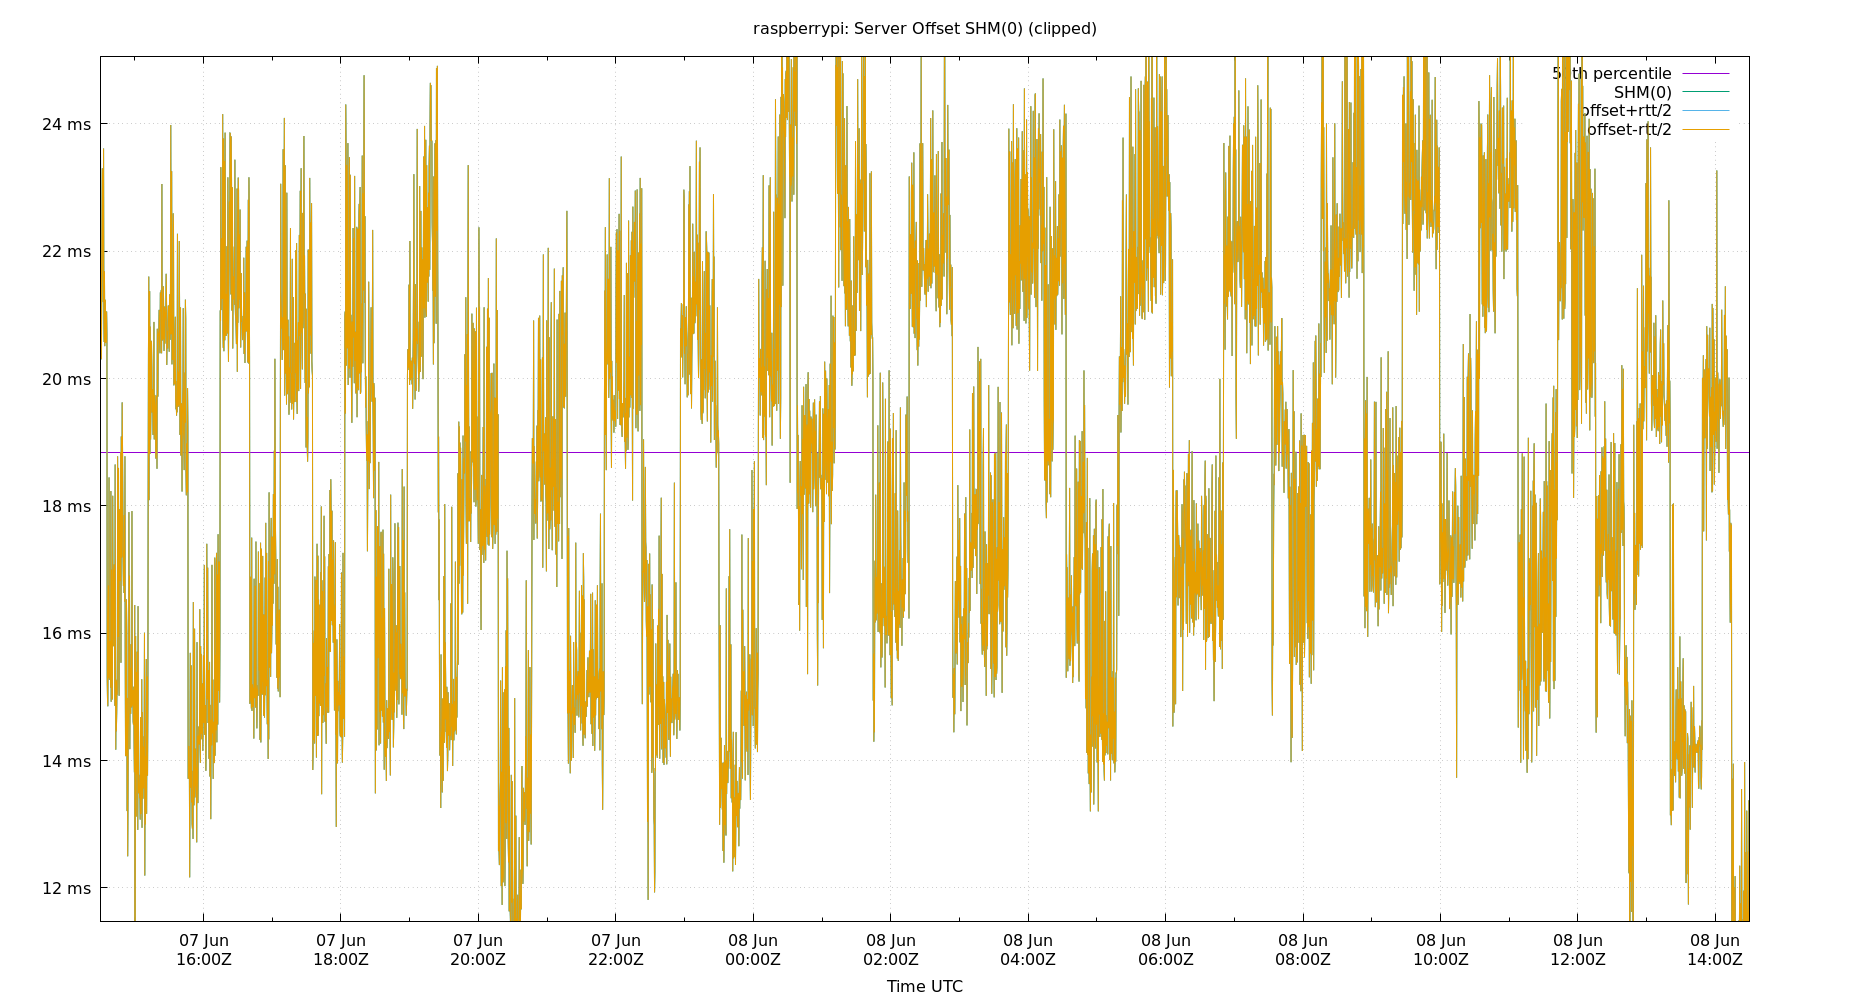 raspberrypi: Server Offset SHM(0) (clipped)
percentile
SHM(0)
offset+rtt/2
offset-rtt/2
24 ms
22 ms
20 ms
18 ms
16 ms
14 ms
12 ms
07 Jun 07 Jun 07 Jun 07 Jun 08 Jun 08 Jun 08 Jun 08 Jun 08 Jun 08 Jun 08 Jun 08 Jun
16:00Z 18:00Z 20:00Z 22:00Z 00:00Z 02:00Z 04:00Z 06:00Z 08:00Z 10:00Z 12:00Z 14:00Z
Time UTC